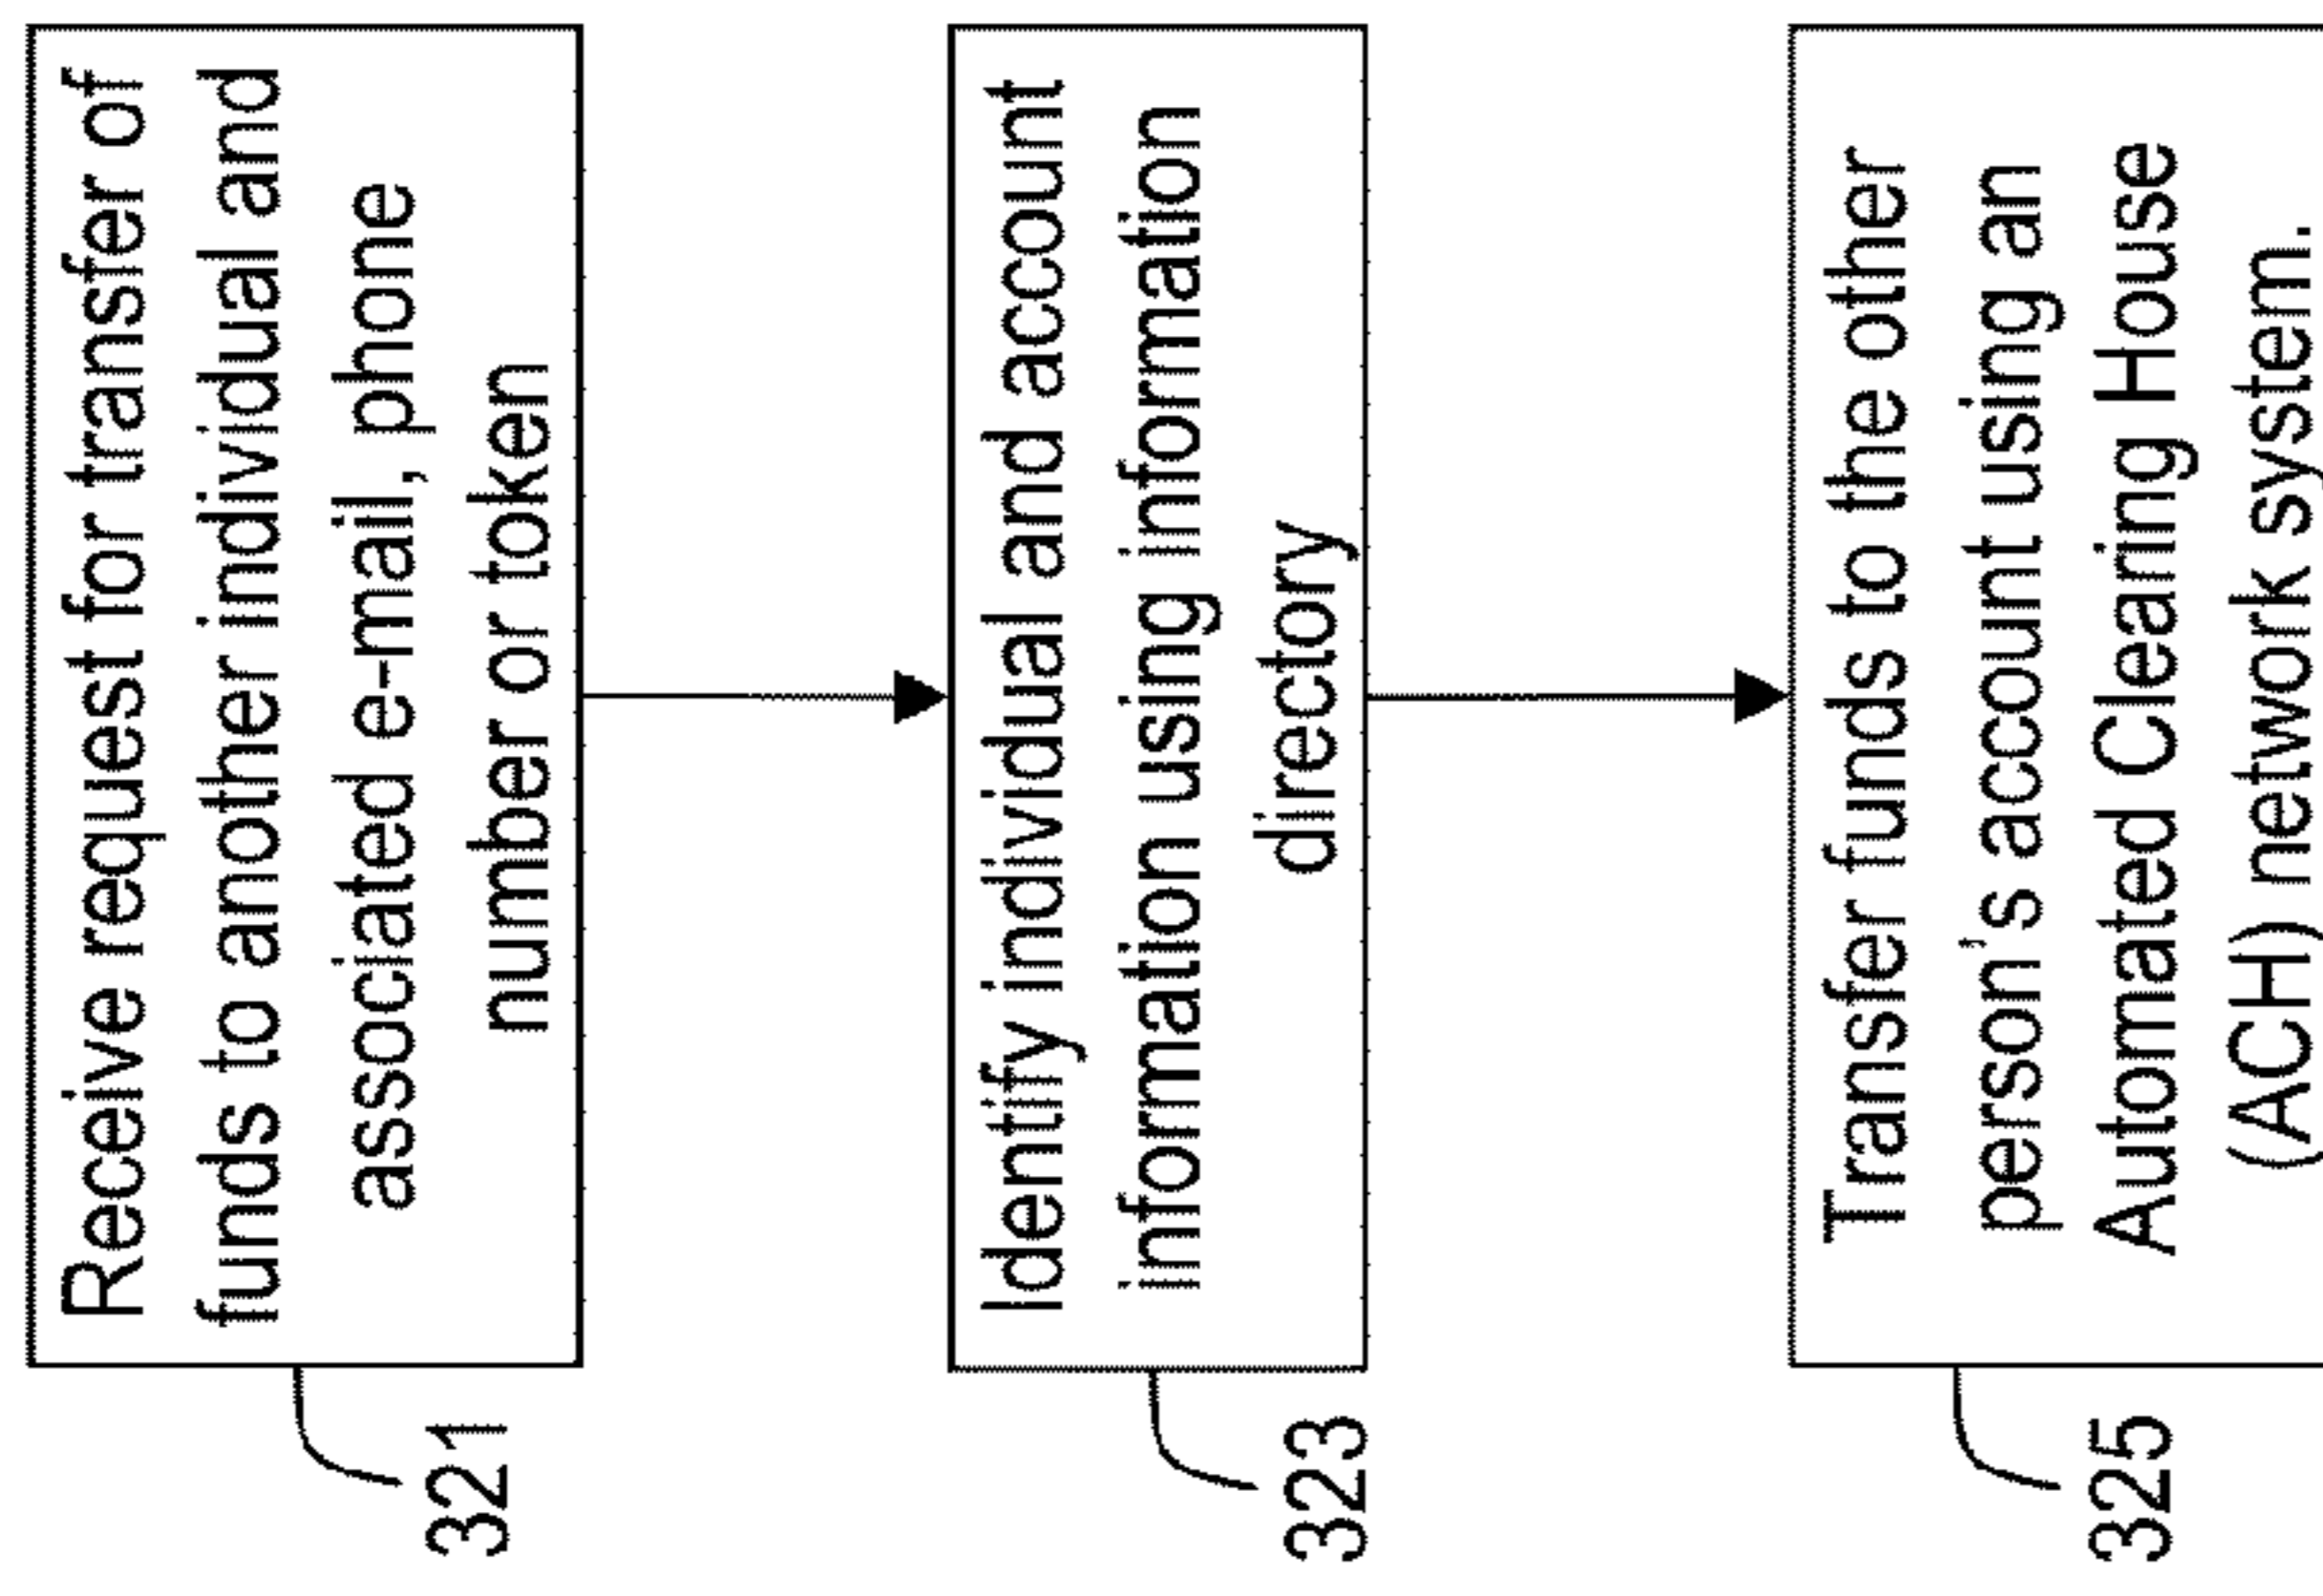 Receive request for transfer of
funds to another individual and
associated e-mail, phone
number or token
321
Identify individual and account
information using information
directory
323
Transfer funds to the other
person's account using an
Automated Clearing House
(ACH) network system.
325